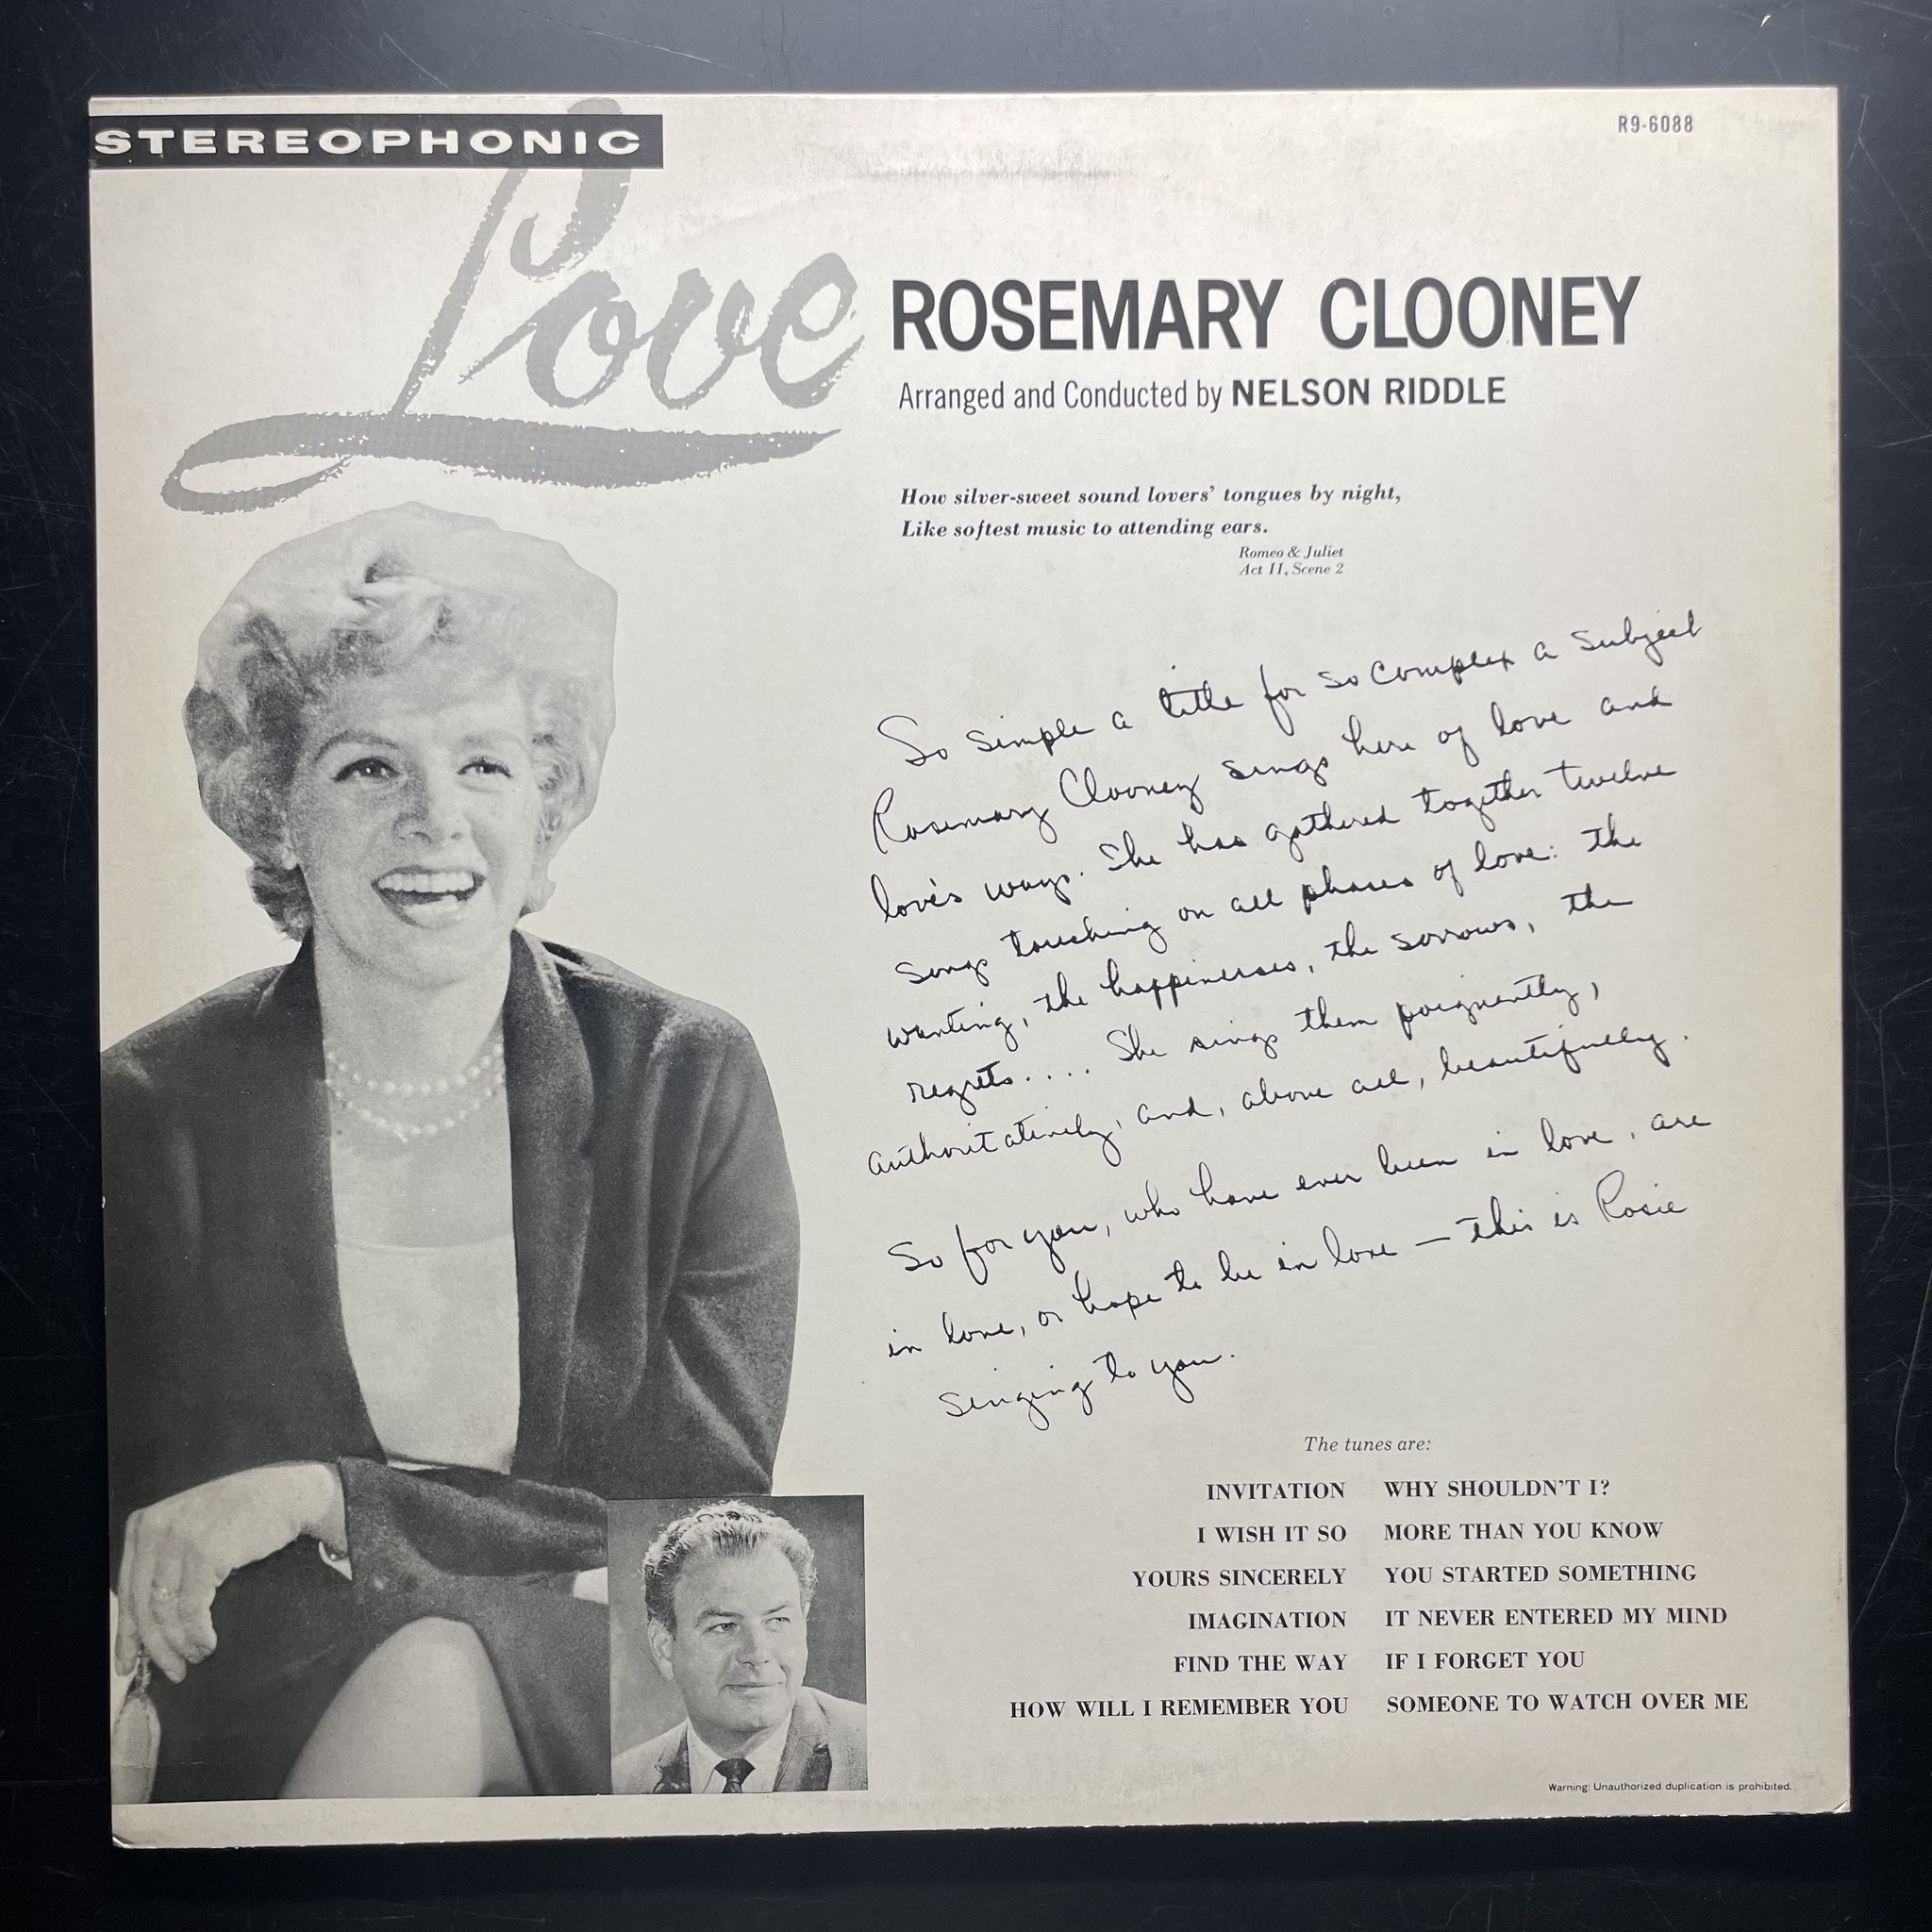 STEREOPHONIC
R9-6088
Love
ROSEMARY CLOONEY
Arranged and Conducted by NELSON RIDDLE
How silver-sweet sound lovers' tongues by night,
Like softest music to attending ears.
Romeo & Juliet
Act II, Scene 2
So simple a title for so complex a subject
Rosemary Clooney sings here of love and
love's ways. She has gathered together twelve
songs touching on all phases of love: the
wanting, the happinesses, the sorrows, the
regrets.... She sings them poignantly,
authoritatively, and, above all, beautifully.
So for you, who have ever been in love, are
in love, or hope to be in love — this is Rosie
singing to you.
The tunes are:
INVITATION WHY SHOULDN'T I?
I WISH IT SO MORE THAN YOU KNOW
YOURS SINCERELY YOU STARTED SOMETHING
IMAGINATION IT NEVER ENTERED MY MIND
FIND THE WAY IF I FORGET YOU
HOW WILL I REMEMBER YOU SOMEONE TO WATCH OVER ME
Warning: Unauthorized duplication is prohibited.